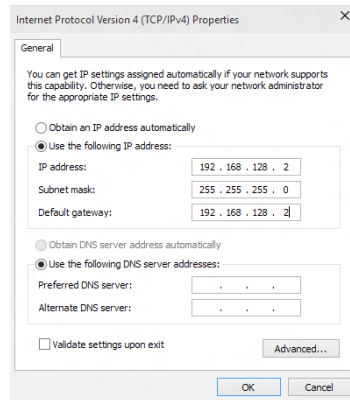 Internet Protocol Version 4 (TCP/IPv4) Properties
General
You can get IP settings assigned automatically if your network supports
this capability. Otherwise, you need to ask your network administrator
for the appropriate IP settings.
Obtain an IP address automatically
Use the following IP address:
IP address: 192 . 168 . 128 . 2
Subnet mask: 255 . 255 . 255 . 0
Default gateway: 192 . 168 . 128 . 2
Obtain DNS server address automatically
Use the following DNS server addresses:
Preferred DNS server: . . .
Alternate DNS server: . . .
Validate settings upon exit
Advanced...
OK Cancel